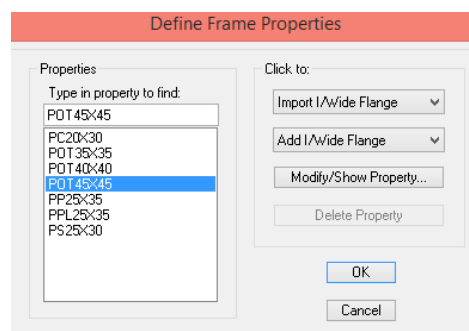 Define Frame Properties
Properties
Type in property to find:
POT45X45
PC20X30
POT35X35
POT40X40
POT45X45
PP25X35
PPL25X35
PS25X30
Click to:
Import I/Wide Flange
Add I/Wide Flange
Modify/Show Property...
Delete Property
OK
Cancel